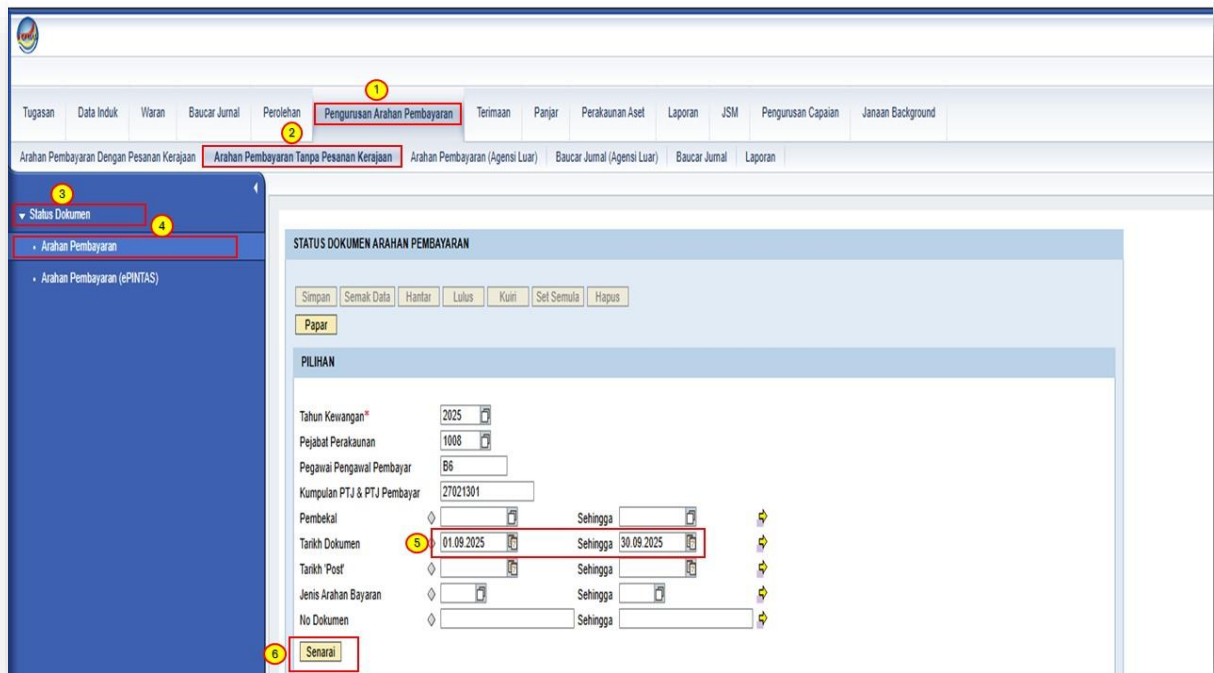 1
Tugasan Data Induk Waran Baucar Jurnal Perolehan Pengurusan Arahan Pembayaran Terimaan Panjar Perakaunan Aset Laporan JSM Pengurusan Capaian Janaan Background
2
Arahan Pembayaran Dengan Pesanan Kerajaan Arahan Pembayaran Tanpa Pesanan Kerajaan Arahan Pembayaran (Agensi Luar) Baucar Jurnal (Agensi Luar) Baucar Jurnal Laporan
3
Status Dokumen
4
Arahan Pembayaran
Arahan Pembayaran (ePINTAS)
STATUS DOKUMEN ARAHAN PEMBAYARAN
Simpan Semak Data Hantar Lulus Kuiri Set Semula Hapus
Papar
PILIHAN
Tahun Kewangan* 2025
Pejabat Perakaunan 1008
Pegawai Pengawal Pembayar B6
Kumpulan PTJ & PTJ Pembayar 27021301
Pembekal Sehingga
Tarikh Dokumen 5 01.09.2025 Sehingga 30.09.2025
Tarikh 'Post' Sehingga
Jenis Arahan Bayaran Sehingga
No Dokumen Sehingga
6 Senarai